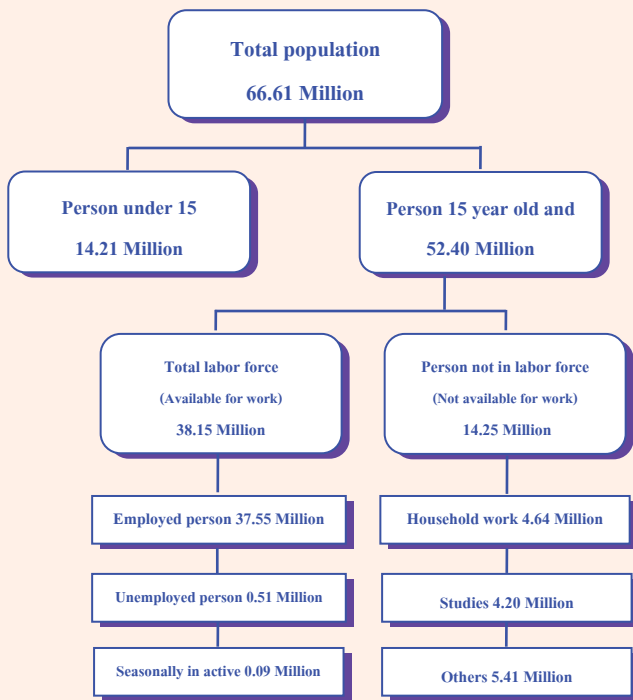 Total population
66.61 Million
Person under 15
14.21 Million
Person 15 year old and
52.40 Million
Total labor force
(Available for work)
38.15 Million
Person not in labor force
(Not available for work)
14.25 Million
Employed person 37.55 Million
Household work 4.64 Million
Unemployed person 0.51 Million
Studies 4.20 Million
Seasonally in active 0.09 Million
Others 5.41 Million